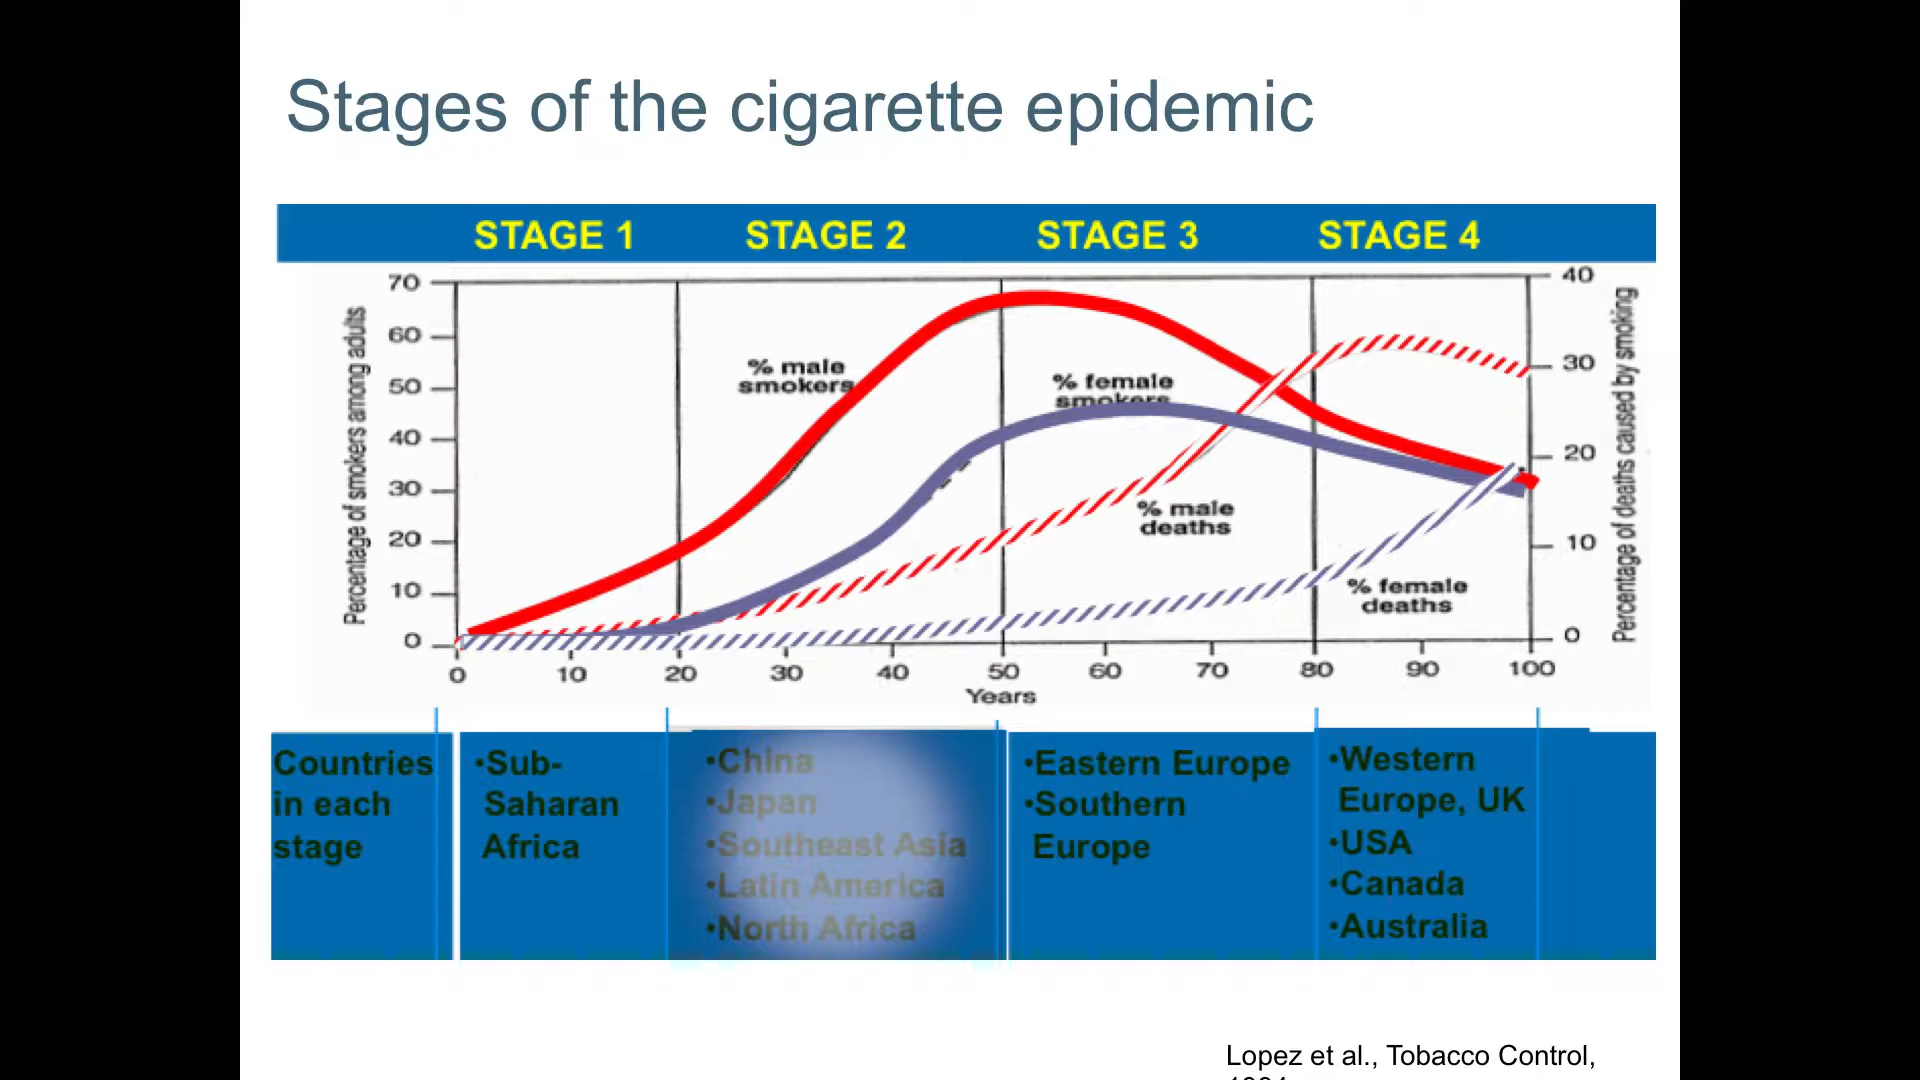 Stages of the cigarette epidemic
STAGE 1 STAGE 2 STAGE 3 STAGE 4
Percentage of smokers among adults
70
60
50
40
30
20
10
0
% male
smokers
% female
smokers
% male
deaths
% female
deaths
40
30
20
10
0
Percentage of deaths caused by smoking
0 10 20 30 40 50 60 70 80 90 100
Years
Countries
in each
stage
•Sub-
Saharan
Africa
•China
•Japan
•Southeast Asia
•Latin America
•North Africa
•Eastern Europe
•Southern
Europe
•Western
Europe, UK
•USA
•Canada
•Australia
Lopez et al., Tobacco Control,